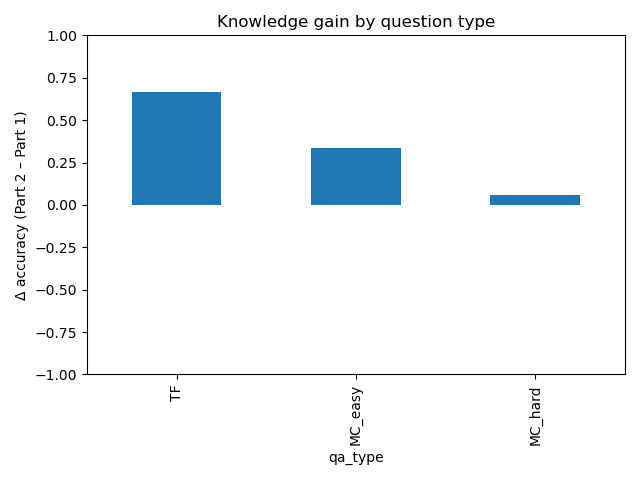 Knowledge gain by question type
1.00
0.75
0.50
0.25
0.00
−0.25
−0.50
−0.75
−1.00
Δ accuracy (Part 2 – Part 1)
TF
MC_easy
MC_hard
qa_type